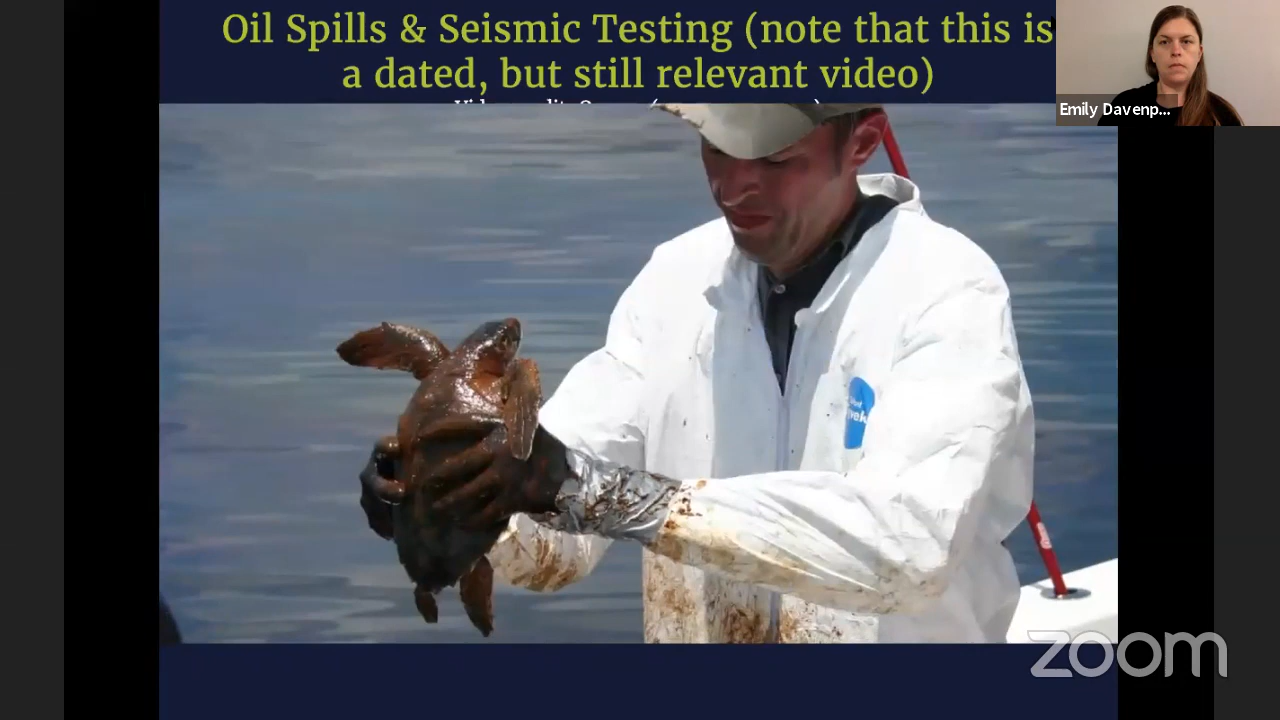 Oil Spills & Seismic Testing (note that this is
a dated, but still relevant video)
Emily Davenp...
zoom